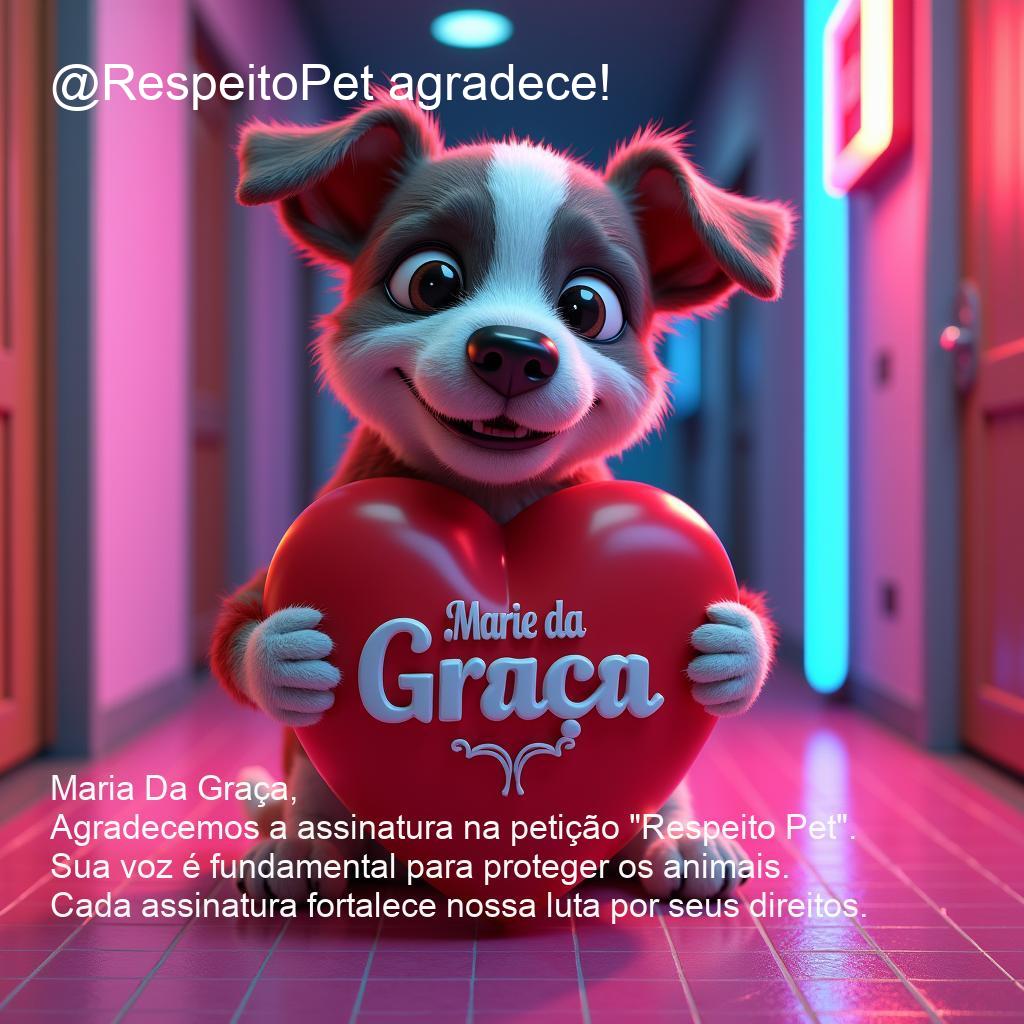 @RespeitoPet agradece!
Marie da
Graça
Maria Da Graça,
Agradecemos a assinatura na petição "Respeito Pet".
Sua voz é fundamental para proteger os animais.
Cada assinatura fortalece nossa luta por seus direitos.